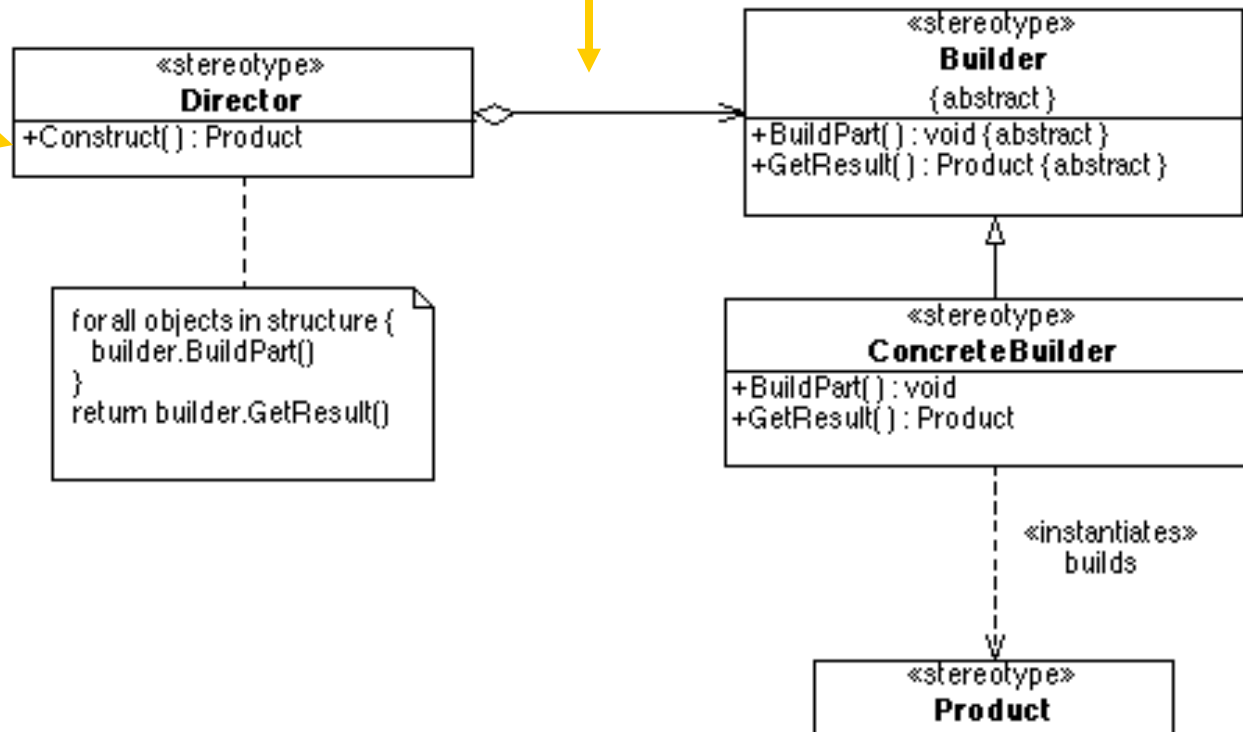 «stereotype»
Director
+Construct() : Product
for all objects in structure {
builder.BuildPart()
}
return builder.GetResult()
«stereotype»
Builder
{abstract}
+BuildPart() : void {abstract}
+GetResult() : Product {abstract}
«stereotype»
ConcreteBuilder
+BuildPart() : void
+GetResult() : Product
«instantiates»
builds
«stereotype»
Product